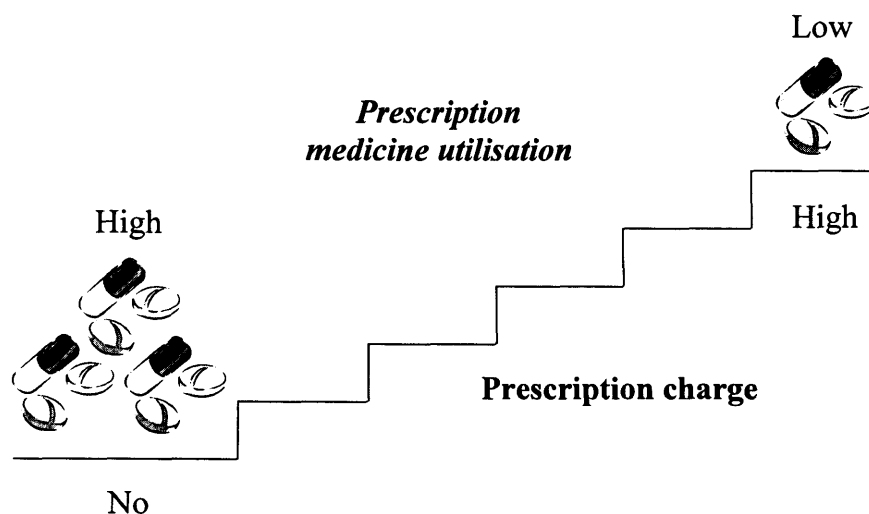 Low
Prescription
medicine utilisation
High
High
Prescription charge
No